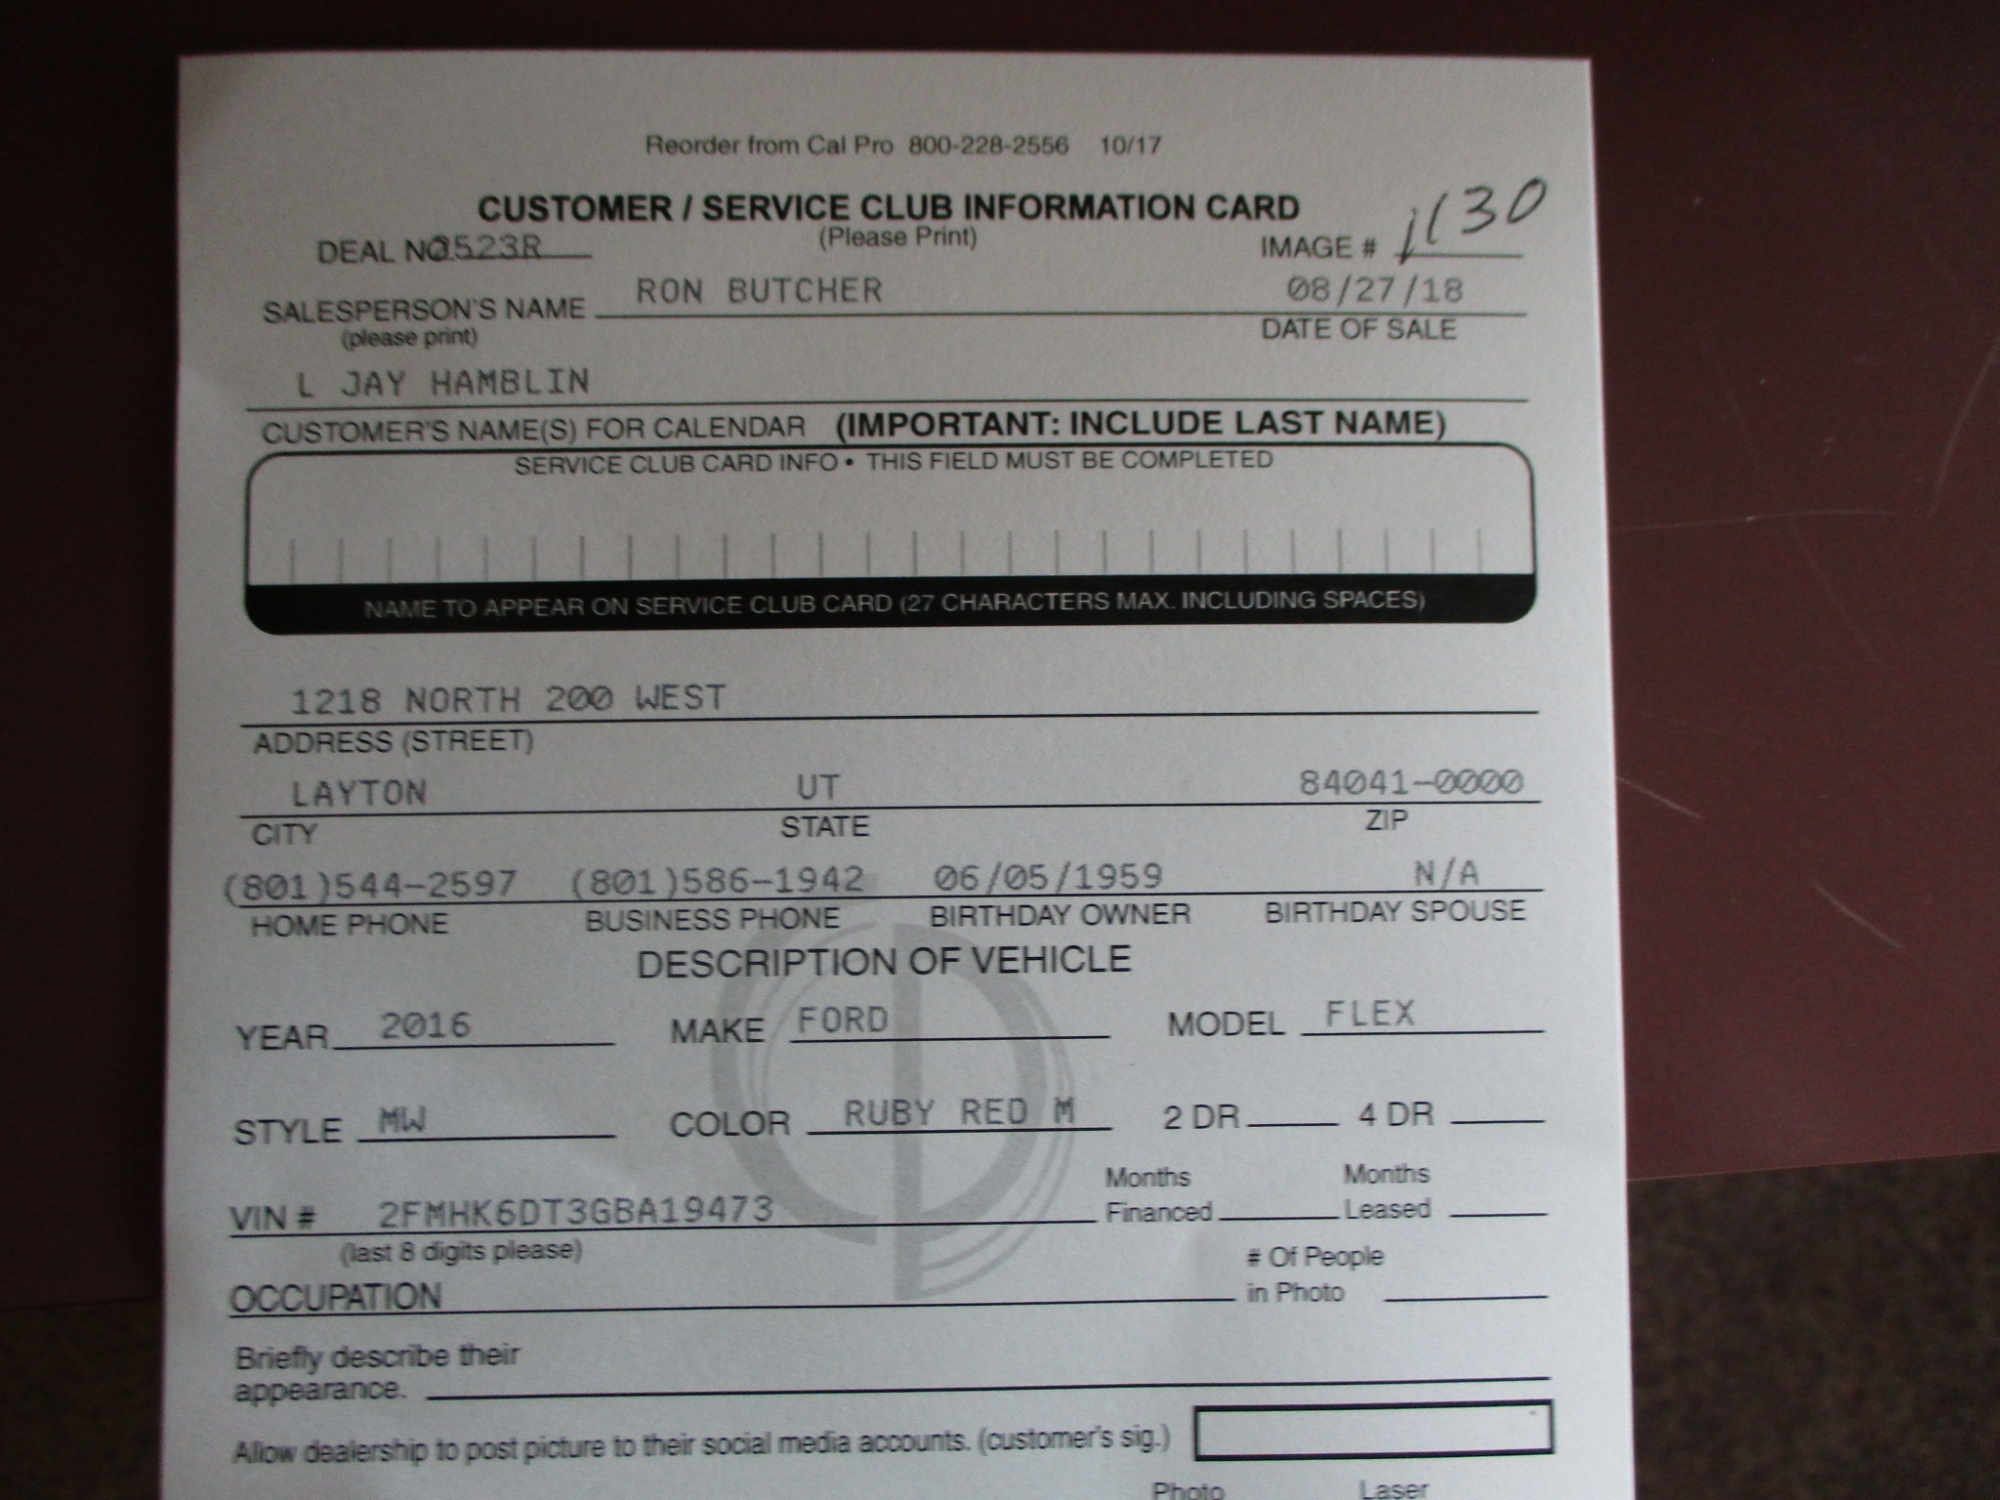 Reorder from Cal Pro 800-228-2556 10/17
CUSTOMER / SERVICE CLUB INFORMATION CARD
(Please Print)
DEAL NO 523R
IMAGE # 1130
SALESPERSON'S NAME RON BUTCHER 08/27/18
(please print) DATE OF SALE
L JAY HAMBLIN
CUSTOMER'S NAME(S) FOR CALENDAR (IMPORTANT: INCLUDE LAST NAME)
SERVICE CLUB CARD INFO • THIS FIELD MUST BE COMPLETED
NAME TO APPEAR ON SERVICE CLUB CARD (27 CHARACTERS MAX. INCLUDING SPACES)
1218 NORTH 200 WEST
ADDRESS (STREET)
LAYTON UT 84041-0000
CITY STATE ZIP
(801)544-2597 (801)586-1942 06/05/1959 N/A
HOME PHONE BUSINESS PHONE BIRTHDAY OWNER BIRTHDAY SPOUSE
DESCRIPTION OF VEHICLE
YEAR 2016 MAKE FORD MODEL FLEX
STYLE MW COLOR RUBY RED M 2 DR 4 DR
Months Months
VIN # 2FMHK6DT3GBA19473 Financed Leased
(last 8 digits please) # Of People
OCCUPATION in Photo
Briefly describe their
appearance.
Allow dealership to post picture to their social media accounts. (customer's sig.)
Photo Laser